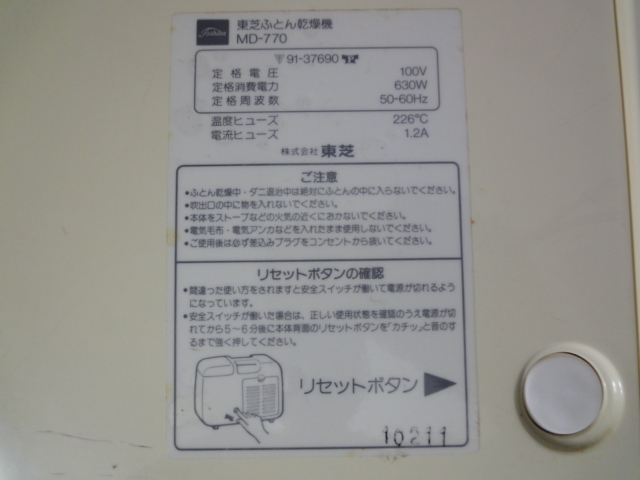 Toshiba
東芝ふとん乾燥機
MD-770
〒91-37690
定格電圧 100V
定格消費電力 630W
定格周波数 50-60Hz
温度ヒューズ 226℃
電流ヒューズ 1.2A
株式会社 東芝
ご注意
•ふとん乾燥中・ダニ退治中は絶対にふとんの中に入らないでください。
•吹出口の中に物を入れないでください。
•本体をストーブなどの火気の近くにおかないでください。
•電気毛布・電気アンカなどを入れたまま使用しないでください。
•ご使用後は必ず差込みプラグをコンセントから抜いてください。
リセットボタンの確認
•間違った使い方をされますと安全スイッチが働いて電源が切れるよう
になっています。
•安全スイッチが働いた場合は、正しい使用状態を確認のうえ電源が切
れてから5~6分後に本体背面のリセットボタンを「カチッ」と音のす
るまで強く押してください。
リセットボタン
10211